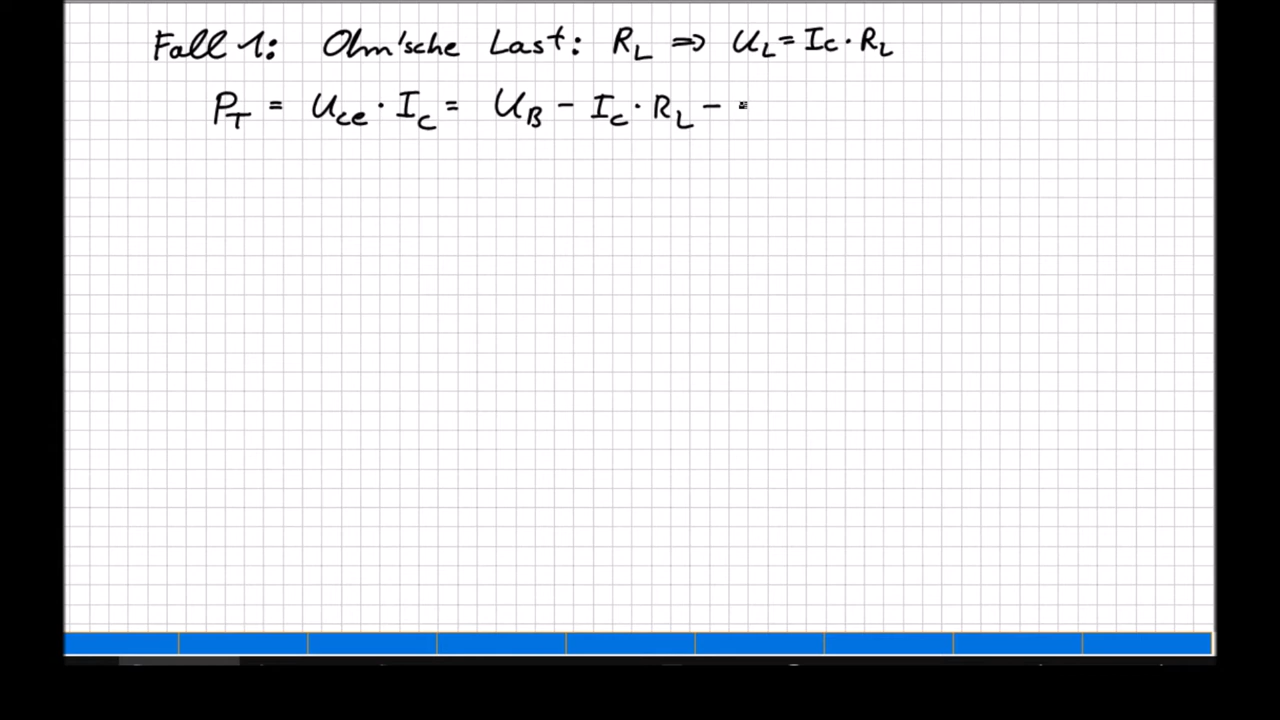 Fall 1: Ohm'sche Last: R_L ⇒ U_L = I_C · R_L
P_T = U_ce · I_C = U_B - I_C · R_L -